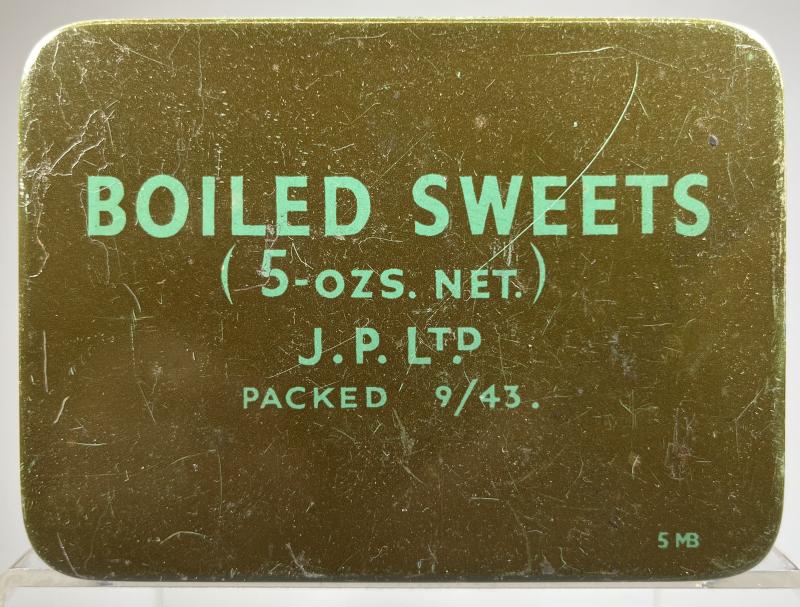 BOILED SWEETS
( 5-OZS. NET. )
J. P. LTD.
PACKED 9/43.
5 MB